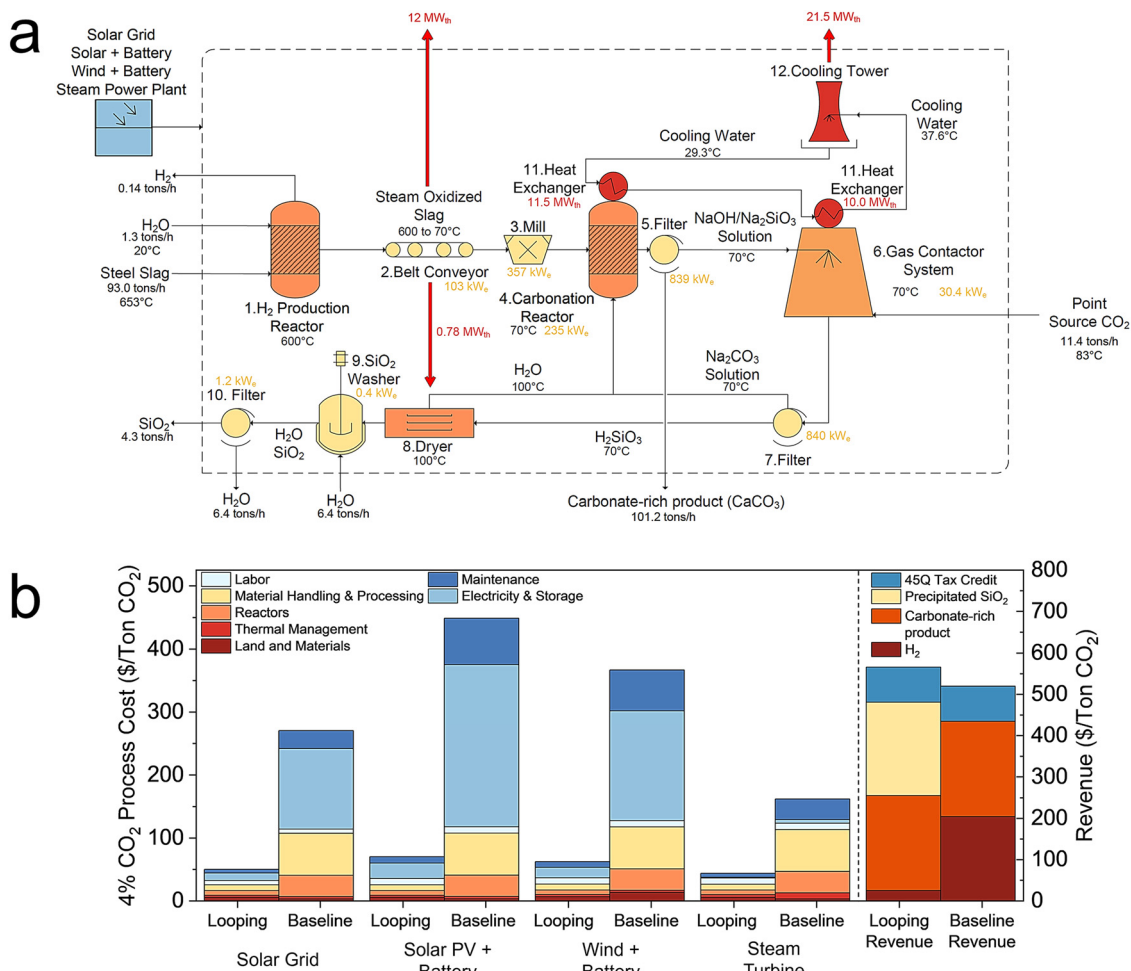 a
Solar Grid
Solar + Battery
Wind + Battery
Steam Power Plant
12 MWth
21.5 MWth
12.Cooling Tower
Cooling
Water
37.6°C
Cooling Water
29.3°C
H2
0.14 tons/h
H2O
1.3 tons/h
20°C
Steel Slag
93.0 tons/h
653°C
1.H2 Production
Reactor
600°C
Steam Oxidized
Slag
600 to 70°C
2.Belt Conveyor
103 kWe
3.Mill
357 kWe
11.Heat
Exchanger
11.5 MWth
4.Carbonation
Reactor
70°C 235 kWe
5.Filter
839 kWe
NaOH/Na2SiO3
Solution
70°C
11.Heat
Exchanger
10.0 MWth
6.Gas Contactor
System
70°C 30.4 kWe
Point
Source CO2
11.4 tons/h
83°C
0.78 MWth
H2O
100°C
Na2CO3
Solution
70°C
9.SiO2
Washer
0.4 kWe
1.2 kWe
10. Filter
SiO2
4.3 tons/h
H2O
SiO2
8.Dryer
100°C
H2SiO3
70°C
840 kWe
7.Filter
H2O
6.4 tons/h
H2O
6.4 tons/h
Carbonate-rich product (CaCO3)
101.2 tons/h
b
4% CO2 Process Cost ($/Ton CO2)
500
400
300
200
100
0
Labor
Material Handling & Processing
Reactors
Thermal Management
Land and Materials
Maintenance
Electricity & Storage
45Q Tax Credit
Precipitated SiO2
Carbonate-rich
product
H2
800
700
600
500
400
300
200
100
0
Revenue ($/Ton CO2)
Looping Baseline Looping Baseline Looping Baseline Looping Baseline Looping Baseline
Revenue Revenue
Solar Grid
Solar PV +
Battery
Wind +
Battery
Steam
Turbine